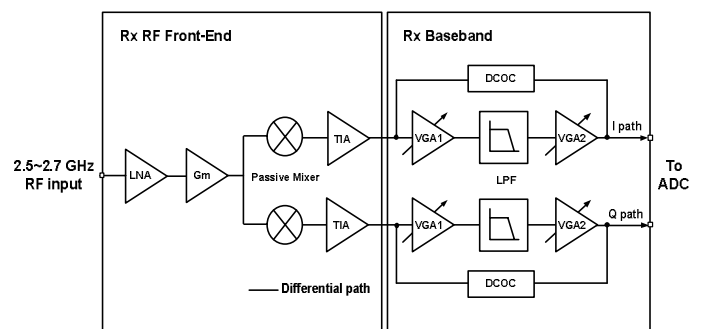 Rx RF Front-End
Rx Baseband
DCOC
TIA
VGA1
VGA2
I path
2.5~2.7 GHz
RF input
LNA
Gm
Passive Mixer
LPF
To
ADC
TIA
VGA1
VGA2
Q path
DCOC
Differential path